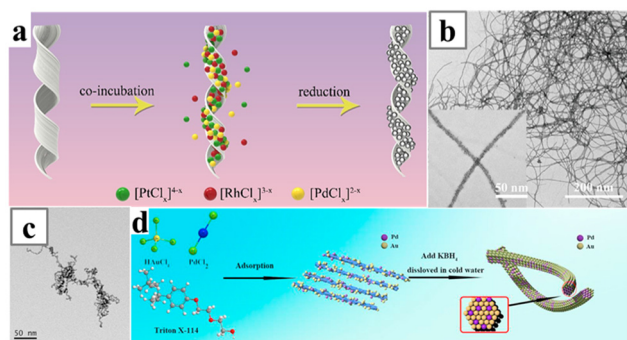 a
co-incubation
reduction
[PtClₓ]⁴⁻ˣ
[RhClₓ]³⁻ˣ
[PdClₓ]²⁻ˣ
b
50 nm
200 nm
c
50 nm
d
HAuCl₄
PdCl₂
Triton X-114
Adsorption
Pd
Au
Add KBH₄
dissloved in cold water
Pd
Au